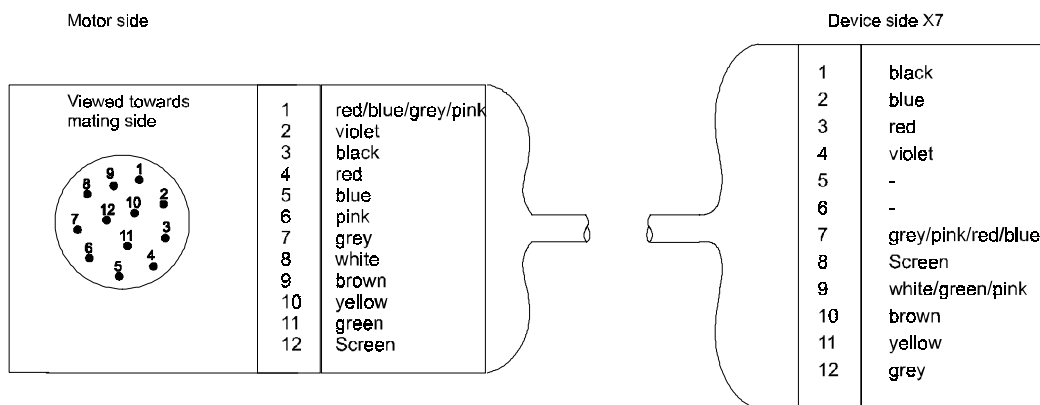 Motor side
Device side X7
Viewed towards
mating side
9 1
8 2
12 10
7 3
11
6 4
5
1 red/blue/grey/pink
2 violet
3 black
4 red
5 blue
6 pink
7 grey
8 white
9 brown
10 yellow
11 green
12 Screen
1 black
2 blue
3 red
4 violet
5 -
6 -
7 grey/pink/red/blue
8 Screen
9 white/green/pink
10 brown
11 yellow
12 grey